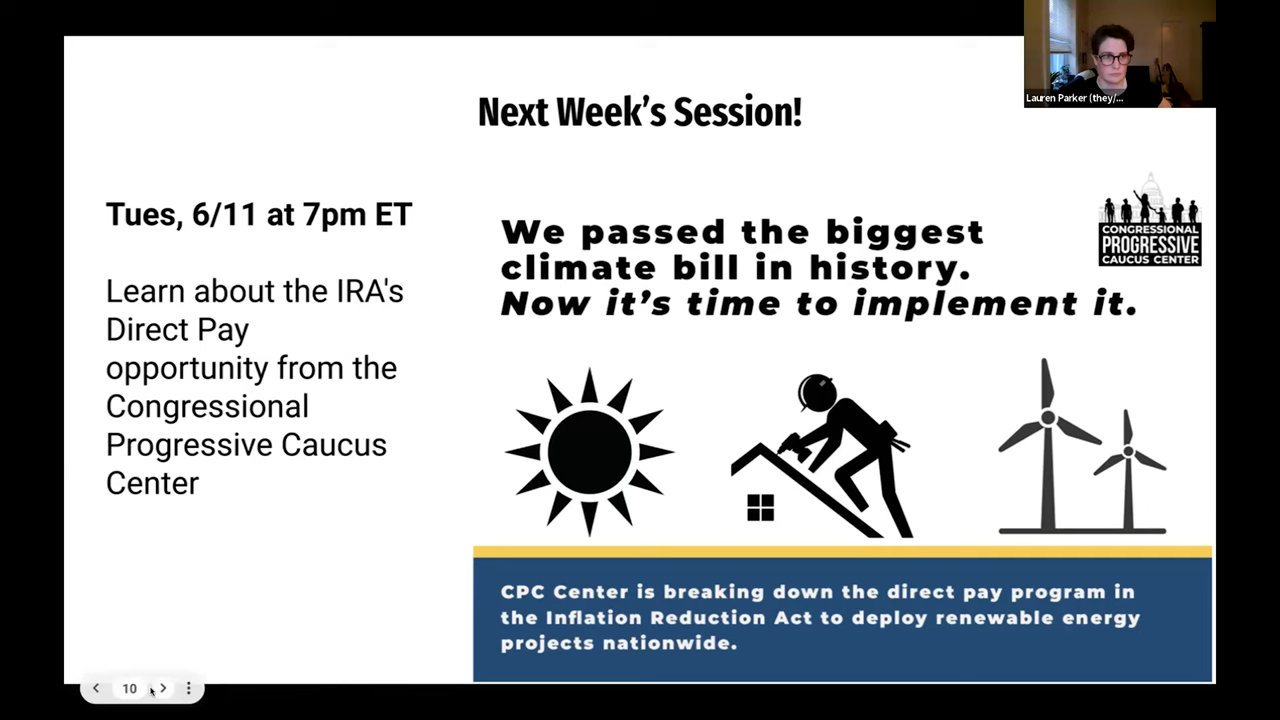 Next Week's Session!
Lauren Parker (they/...
Tues, 6/11 at 7pm ET
Learn about the IRA's
Direct Pay
opportunity from the
Congressional
Progressive Caucus
Center
We passed the biggest
climate bill in history.
Now it's time to implement it.
CONGRESSIONAL
PROGRESSIVE
CAUCUS CENTER
CPC Center is breaking down the direct pay program in
the Inflation Reduction Act to deploy renewable energy
projects nationwide.
10